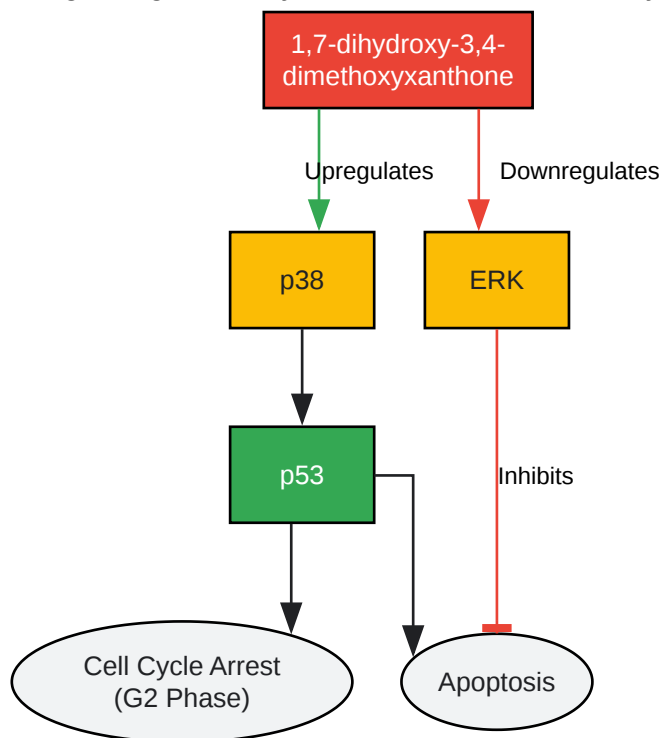 1,7-dihydroxy-3,4-
dimethoxyxanthone
Upregulates
Downregulates
p38
ERK
p53
Inhibits
Cell Cycle Arrest
(G2 Phase)
Apoptosis